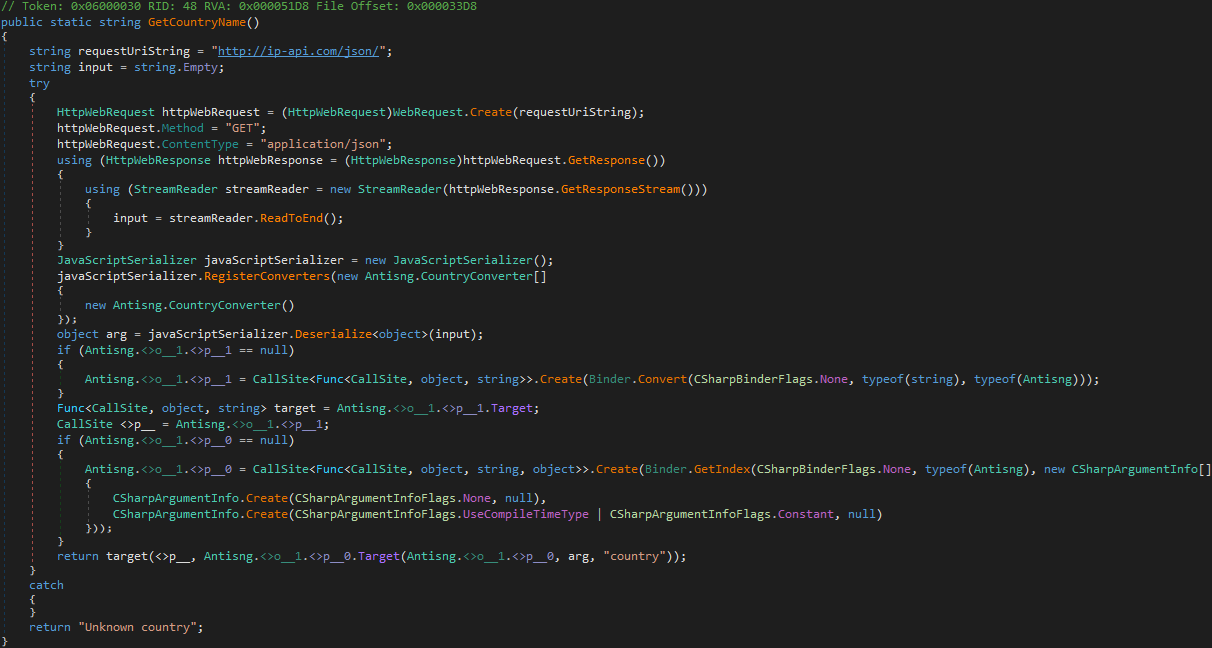 // Token: 0x06000030 RID: 48 RVA: 0x000051D8 File Offset: 0x000033D8
public static string GetCountryName()
{
    string requestUriString = "http://ip-api.com/json/";
    string input = string.Empty;
    try
    {
        HttpWebRequest httpWebRequest = (HttpWebRequest)WebRequest.Create(requestUriString);
        httpWebRequest.Method = "GET";
        httpWebRequest.ContentType = "application/json";
        using (HttpWebResponse httpWebResponse = (HttpWebResponse)httpWebRequest.GetResponse())
        {
            using (StreamReader streamReader = new StreamReader(httpWebResponse.GetResponseStream()))
            {
                input = streamReader.ReadToEnd();
            }
        }
        JavaScriptSerializer javaScriptSerializer = new JavaScriptSerializer();
        javaScriptSerializer.RegisterConverters(new Antisng.CountryConverter[]
        {
            new Antisng.CountryConverter()
        });
        object arg = javaScriptSerializer.Deserialize<object>(input);
        if (Antisng.<>o__1.<>p__1 == null)
        {
            Antisng.<>o__1.<>p__1 = CallSite<Func<CallSite, object, string>>.Create(Binder.Convert(CSharpBinderFlags.None, typeof(string), typeof(Antisng)));
        }
        Func<CallSite, object, string> target = Antisng.<>o__1.<>p__1.Target;
        CallSite <>p__ = Antisng.<>o__1.<>p__1;
        if (Antisng.<>o__1.<>p__0 == null)
        {
            Antisng.<>o__1.<>p__0 = CallSite<Func<CallSite, object, string, object>>.Create(Binder.GetIndex(CSharpBinderFlags.None, typeof(Antisng), new CSharpArgumentInfo[]
            {
                CSharpArgumentInfo.Create(CSharpArgumentInfoFlags.None, null),
                CSharpArgumentInfo.Create(CSharpArgumentInfoFlags.UseCompileTimeType | CSharpArgumentInfoFlags.Constant, null)
            }));
        }
        return target(<>p__, Antisng.<>o__1.<>p__0.Target(Antisng.<>o__1.<>p__0, arg, "country"));
    }
    catch
    {
    }
    return "Unknown country";
}